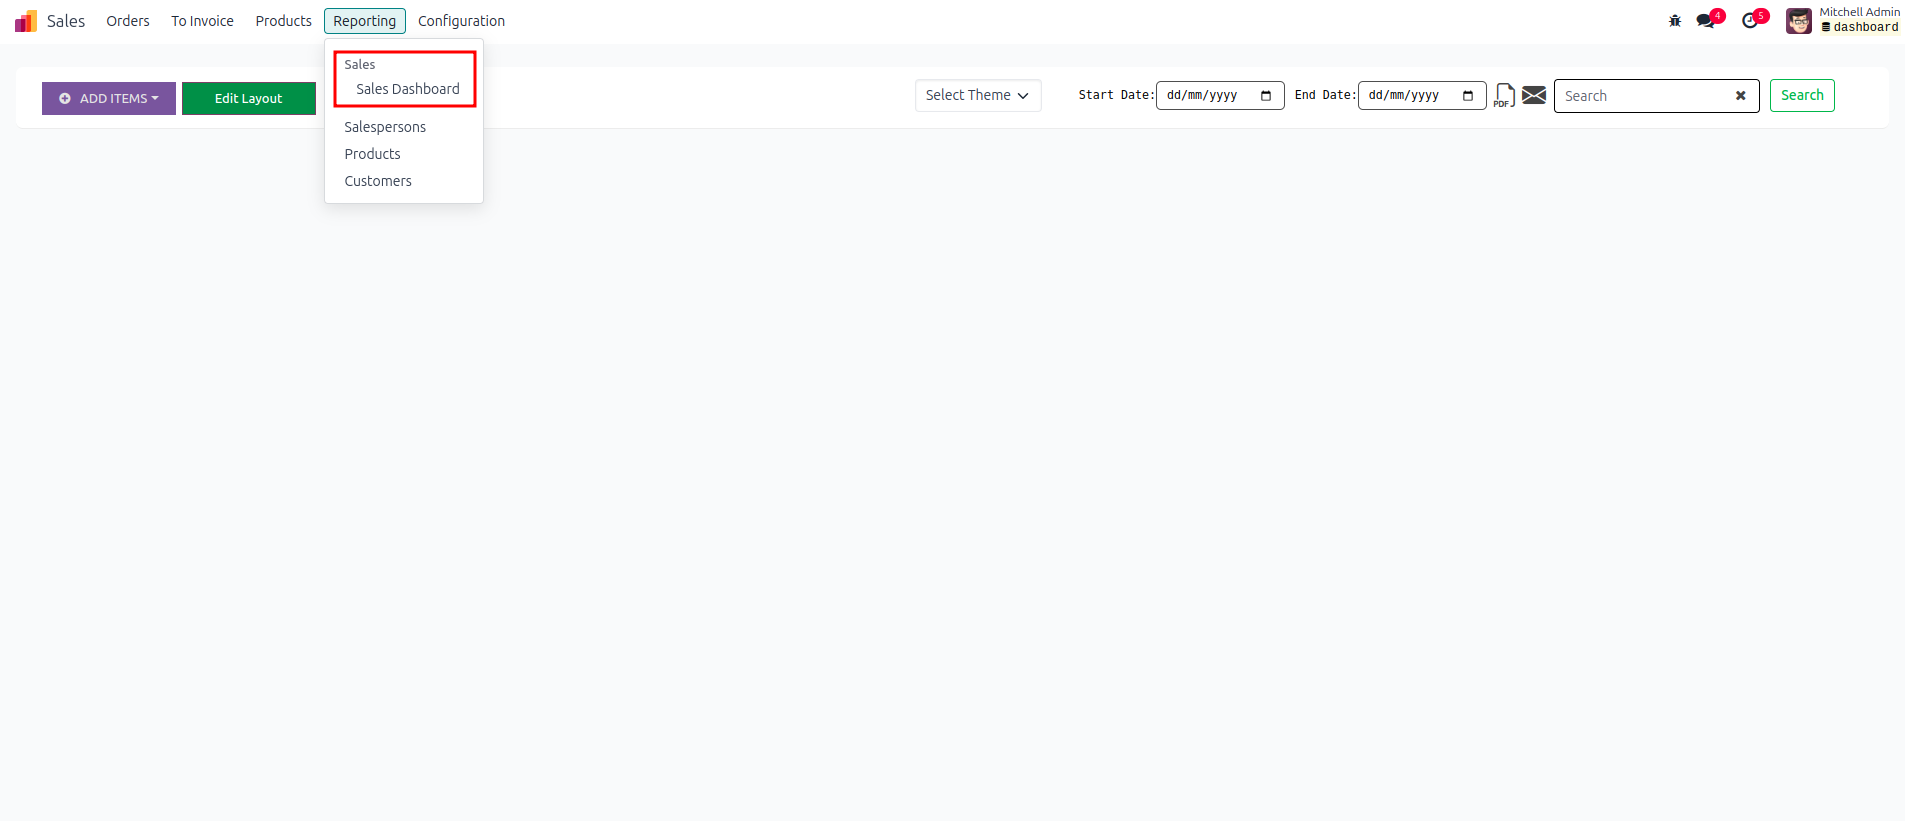 Sales Orders To Invoice Products Reporting Configuration 4 5 Mitchell Admin
dashboard
Sales
Sales Dashboard
Salespersons
Products
Customers
ADD ITEMS Edit Layout Select Theme Start Date: dd/mm/yyyy End Date: dd/mm/yyyy PDF Search Search